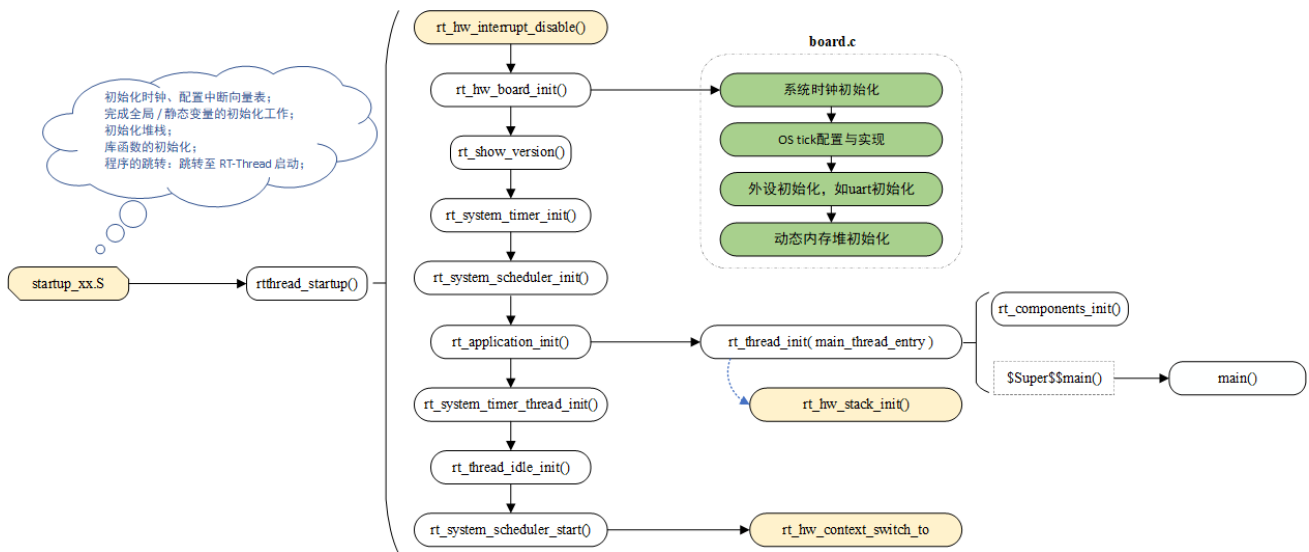 rt_hw_interrupt_disable()
board.c
初始化时钟、配置中断向量表；
完成全局 / 静态变量的初始化工作；
初始化堆栈；
库函数的初始化；
程序的跳转：跳转至 RT-Thread 启动；
rt_hw_board_init()
系统时钟初始化
OS tick配置与实现
外设初始化，如uart初始化
动态内存堆初始化
rt_show_version()
rt_system_timer_init()
startup_xx.S
rtthread_startup()
rt_system_scheduler_init()
rt_application_init()
rt_thread_init( main_thread_entry )
rt_components_init()
$Super$$main()
main()
rt_hw_stack_init()
rt_system_timer_thread_init()
rt_thread_idle_init()
rt_system_scheduler_start()
rt_hw_context_switch_to